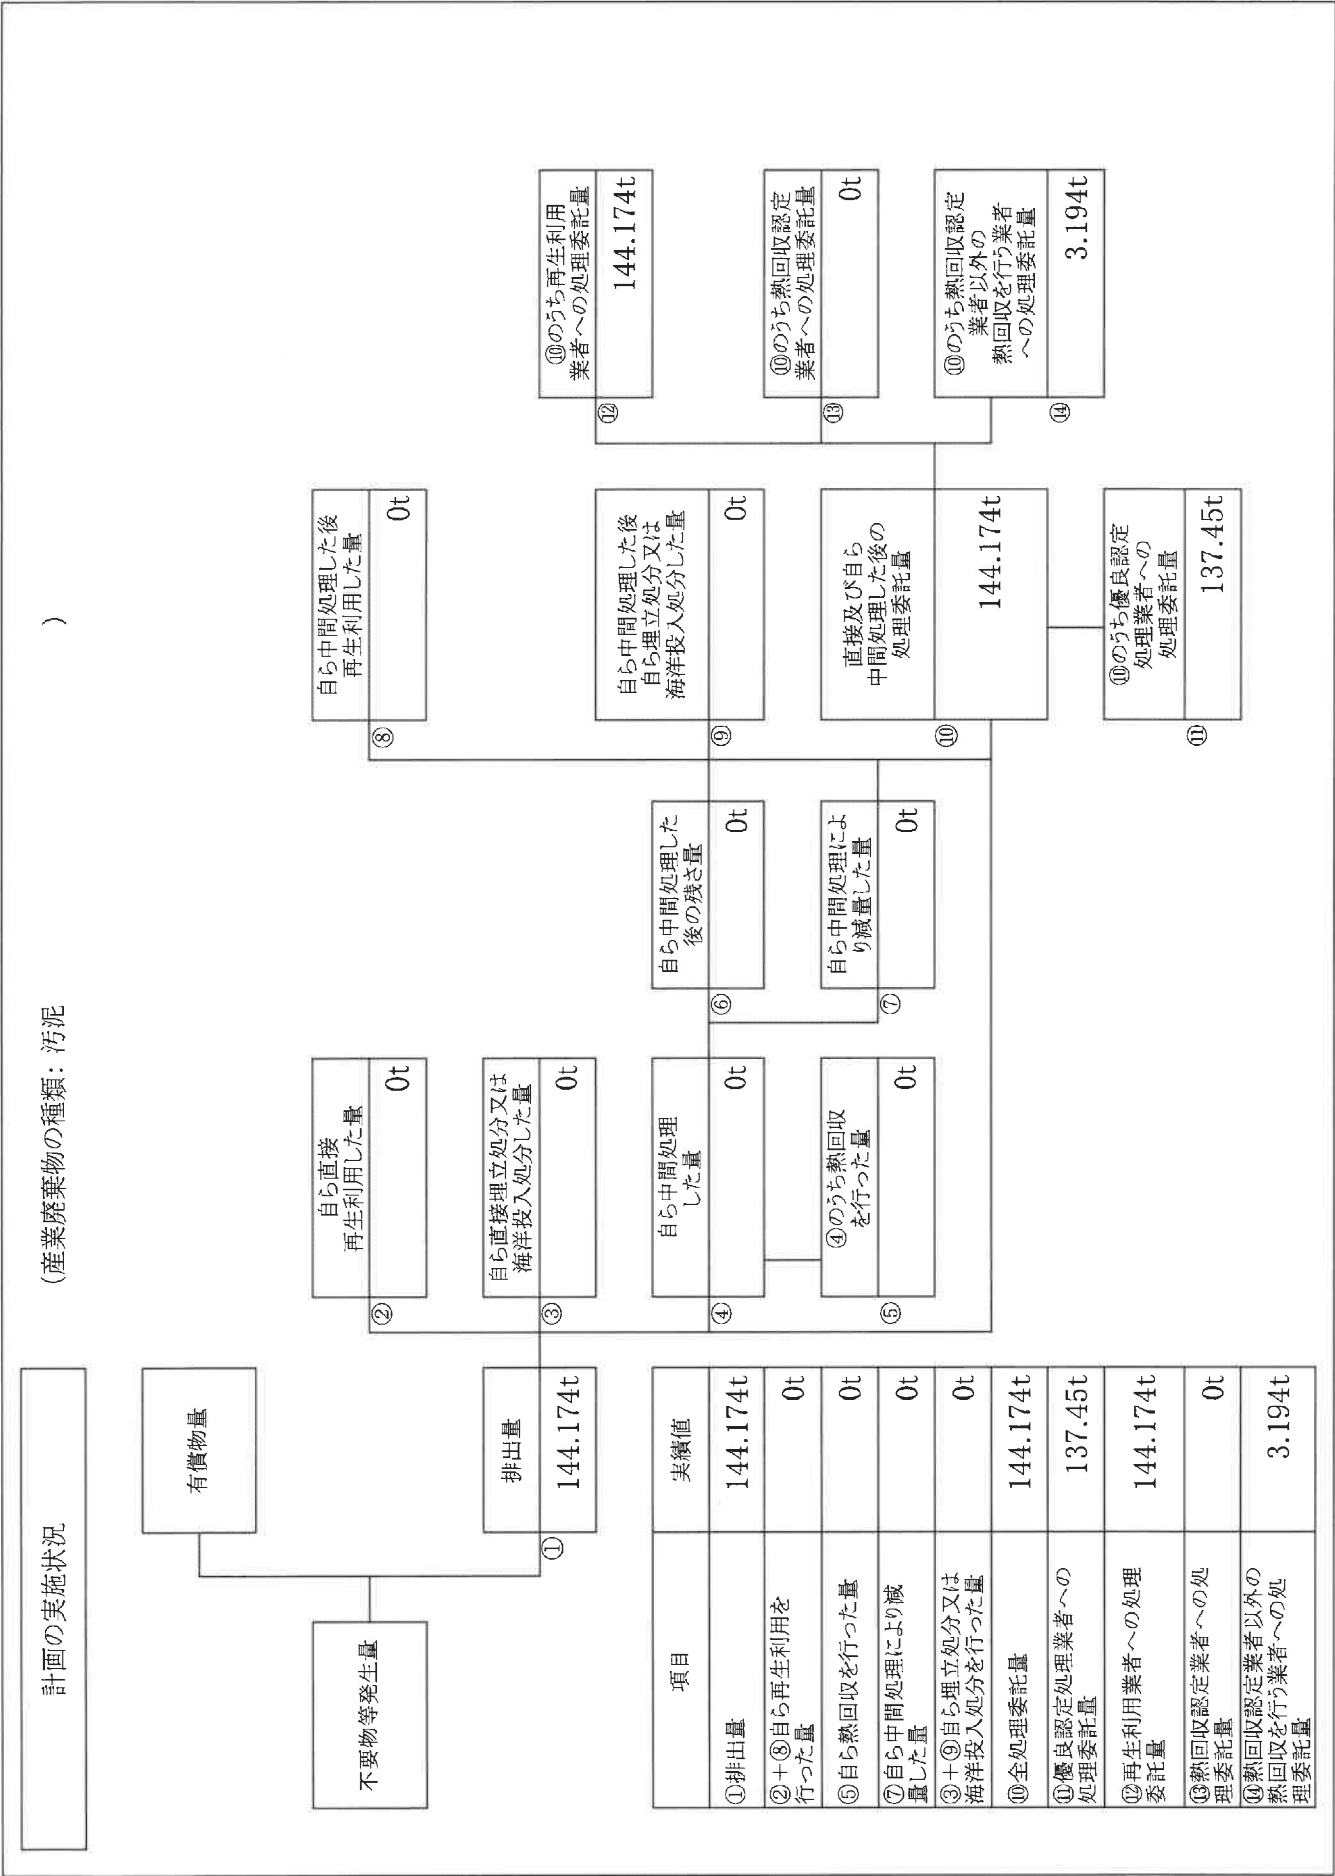 計画の実施状況
(産業廃棄物の種類：汚泥 )
不要物等発生量
有償物量
排出量
①
144.174t
自ら直接
再生利用した量
②
0t
自ら直接埋立処分又は
海洋投入処分した量
③
0t
自ら中間処理
した量
④
0t
④のうち熱回収
を行った量
⑤
0t
自ら中間処理した
後の残さ量
⑥
0t
自ら中間処理によ
り減量した量
⑦
0t
自ら中間処理した後
再生利用した量
⑧
0t
自ら中間処理した後
自ら埋立処分又は
海洋投入処分した量
⑨
0t
直接及び自ら
中間処理した後の
処理委託量
⑩
144.174t
⑩のうち優良認定
処理業者への
処理委託量
⑪
137.45t
⑩のうち再生利用
業者への処理委託量
⑫
144.174t
⑩のうち熱回収認定
業者への処理委託量
⑬
0t
⑩のうち熱回収認定
業者以外の
熱回収を行う業者
への処理委託量
⑭
3.194t
項目
実績値
①排出量
144.174t
②＋⑧自ら再生利用を
行った量
0t
⑤自ら熱回収を行った量
0t
⑦自ら中間処理により減
量した量
0t
③＋⑨自ら埋立処分又は
海洋投入処分を行った量
0t
⑩全処理委託量
144.174t
⑪優良認定処理業者への
処理委託量
137.45t
⑫再生利用業者への処理
委託量
144.174t
⑬熱回収認定業者への処
理委託量
0t
⑭熱回収認定業者以外の
熱回収を行う業者への処
理委託量
3.194t